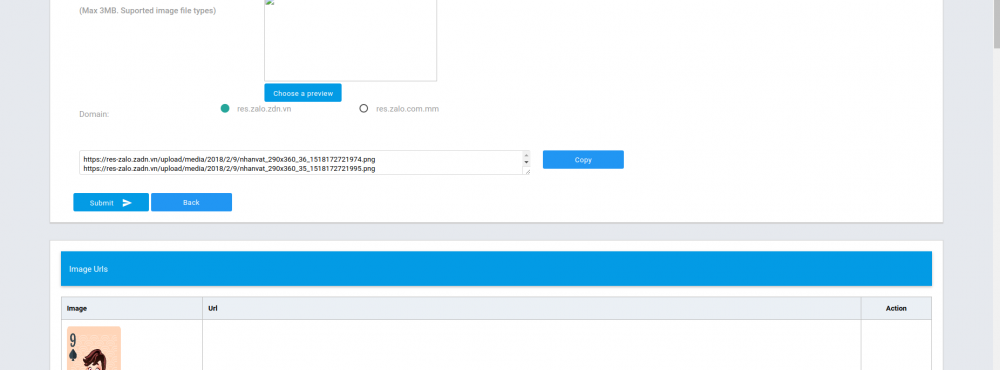 (Max 3MB. Suported image file types)
Choose a preview
Domain:
res.zalo.zdn.vn
res.zalo.com.mm
https://res-zalo.zadn.vn/upload/media/2018/2/9/nhanvat_290x360_36_1518172721974.png
https://res-zalo.zadn.vn/upload/media/2018/2/9/nhanvat_290x360_35_1518172721995.png
Copy
Submit
Back
Image Urls
Image
Url
Action
9